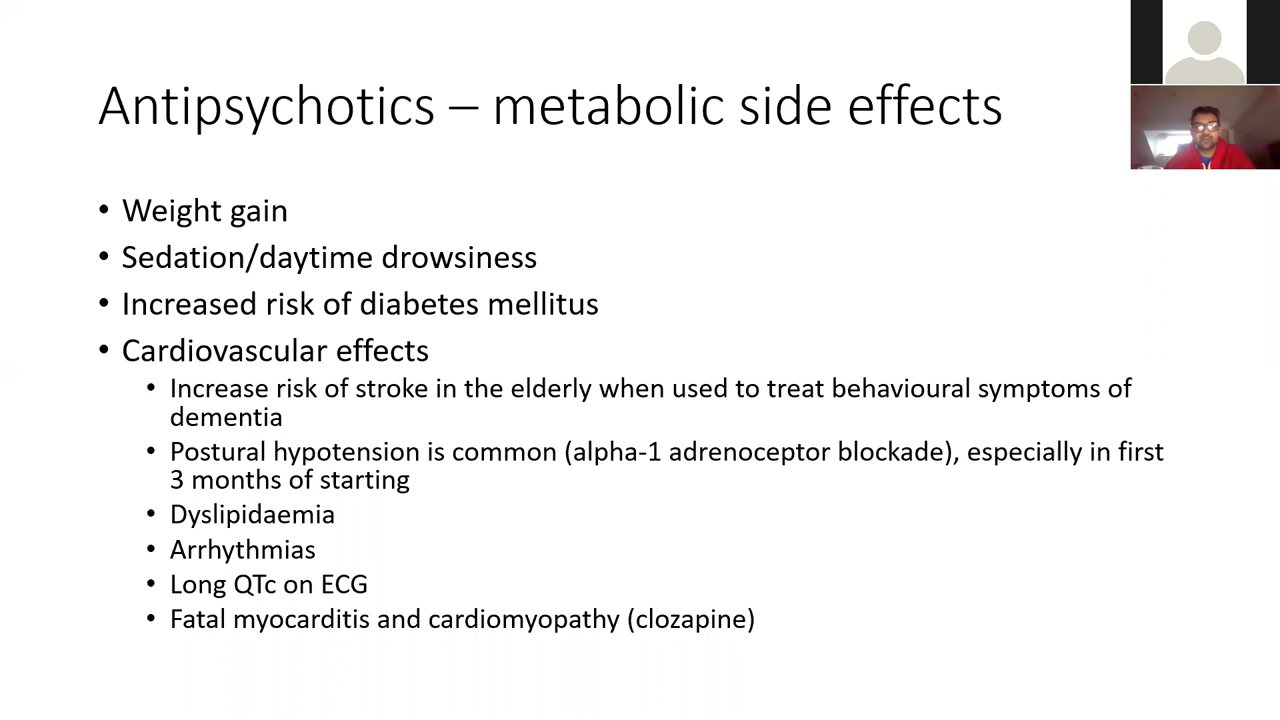 Antipsychotics – metabolic side effects
• Weight gain
• Sedation/daytime drowsiness
• Increased risk of diabetes mellitus
• Cardiovascular effects
• Increase risk of stroke in the elderly when used to treat behavioural symptoms of
dementia
• Postural hypotension is common (alpha-1 adrenoceptor blockade), especially in first
3 months of starting
• Dyslipidaemia
• Arrhythmias
• Long QTc on ECG
• Fatal myocarditis and cardiomyopathy (clozapine)